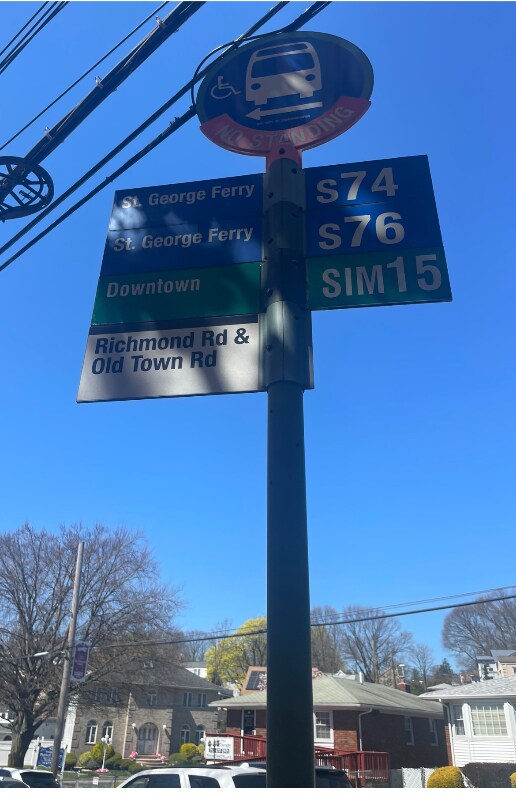 NO STANDING
St. George Ferry S74
St. George Ferry S76
Downtown SIM15
Richmond Rd &
Old Town Rd